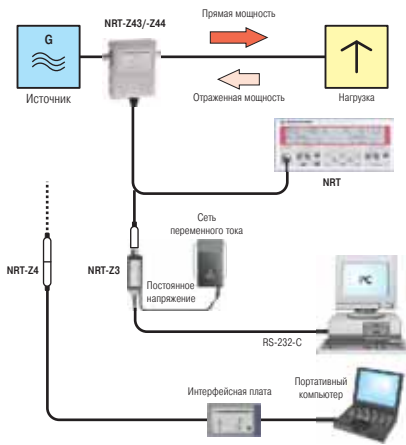 NRT-Z43/-Z44
Прямая мощность
G
Источник
Отраженная мощность
Нагрузка
NRT
Сеть
переменного тока
NRT-Z4
NRT-Z3
Постоянное
напряжение
PC
RS-232-C
Интерфейсная плата
Портативный
компьютер